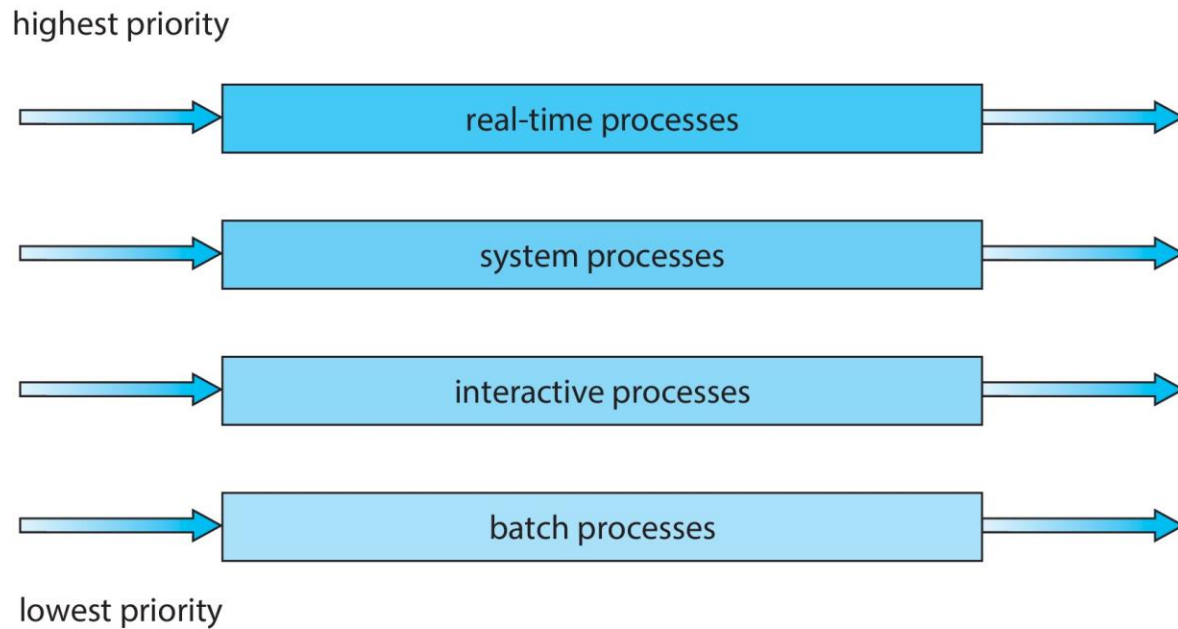 highest priority
real-time processes
system processes
interactive processes
batch processes
lowest priority